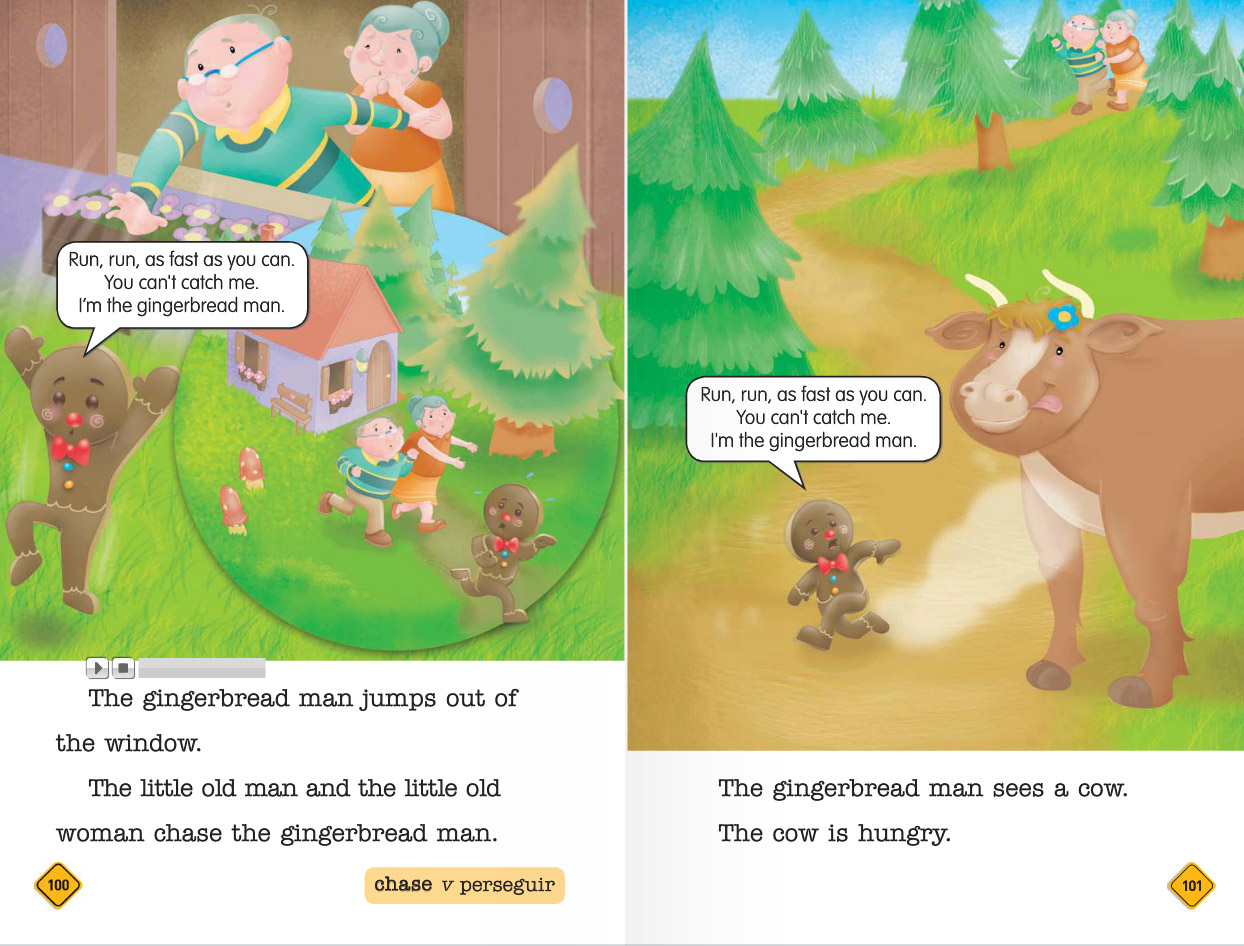 Run, run, as fast as you can.
You can't catch me.
I'm the gingerbread man.
The gingerbread man jumps out of
the window.
The little old man and the little old
woman chase the gingerbread man.
100
chase v perseguir
Run, run, as fast as you can.
You can't catch me.
I'm the gingerbread man.
The gingerbread man sees a cow.
The cow is hungry.
101